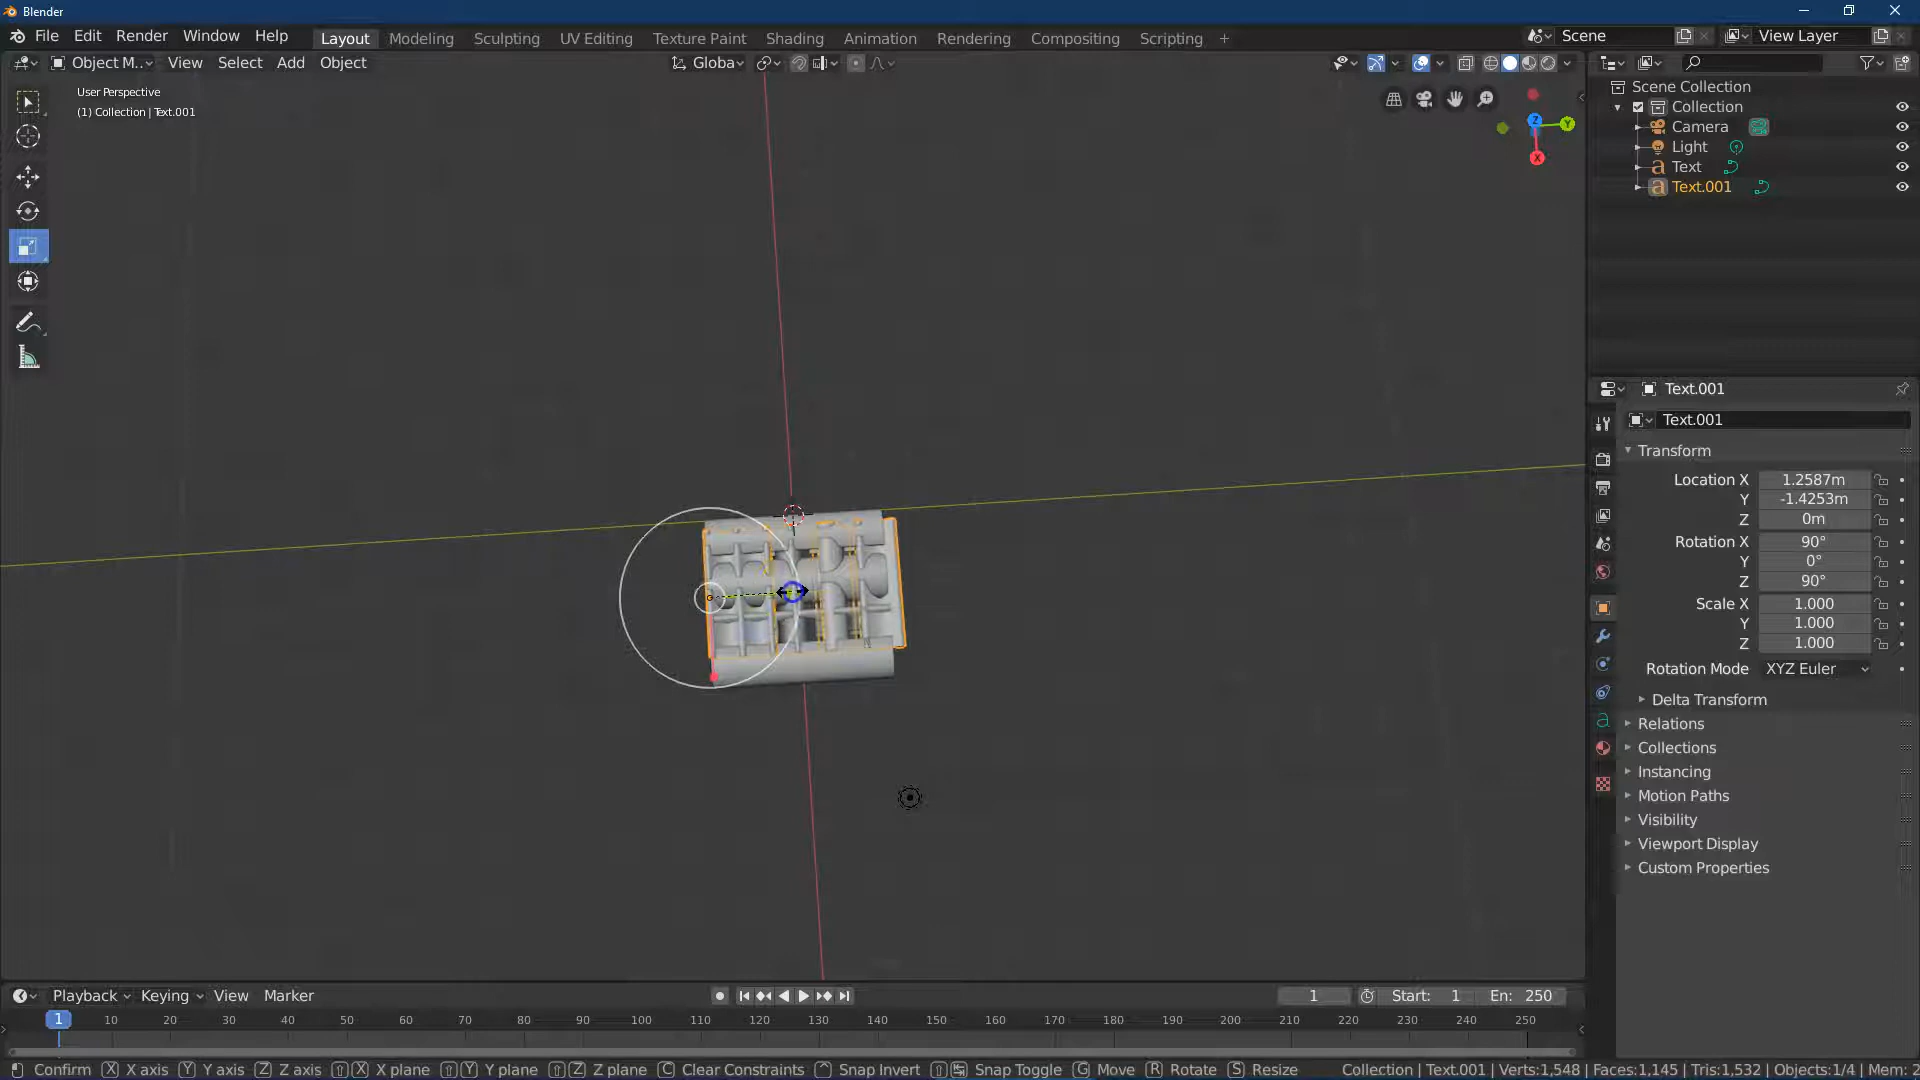 Blender
File Edit Render Window Help Layout Modeling Sculpting UV Editing Texture Paint Shading Animation Rendering Compositing Scripting + Scene View Layer
Object M.. View Select Add Object Globa
User Perspective
(1) Collection | Text.001
Z
Y
X
Scene Collection
Collection
Camera
Light
Text
Text.001
Text.001
Text.001
Transform
Location X 1.2587m
Y -1.4253m
Z 0m
Rotation X 90°
Y 0°
Z 90°
Scale X 1.000
Y 1.000
Z 1.000
Rotation Mode XYZ Euler
Delta Transform
Relations
Collections
Instancing
Motion Paths
Visibility
Viewport Display
Custom Properties
Playback Keying View Marker 1 Start: 1 En: 250
1 10 20 30 40 50 60 70 80 90 100 110 120 130 140 150 160 170 180 190 200 210 220 230 240 250
Confirm X X axis Y Y axis Z Z axis X X plane Y Y plane Z Z plane C Clear Constraints Snap Invert Snap Toggle G Move R Rotate S Resize Collection | Text.001 | Verts:1,548 | Faces:1,145 | Tris:1,532 | Objects:1/4 | Mem: 2